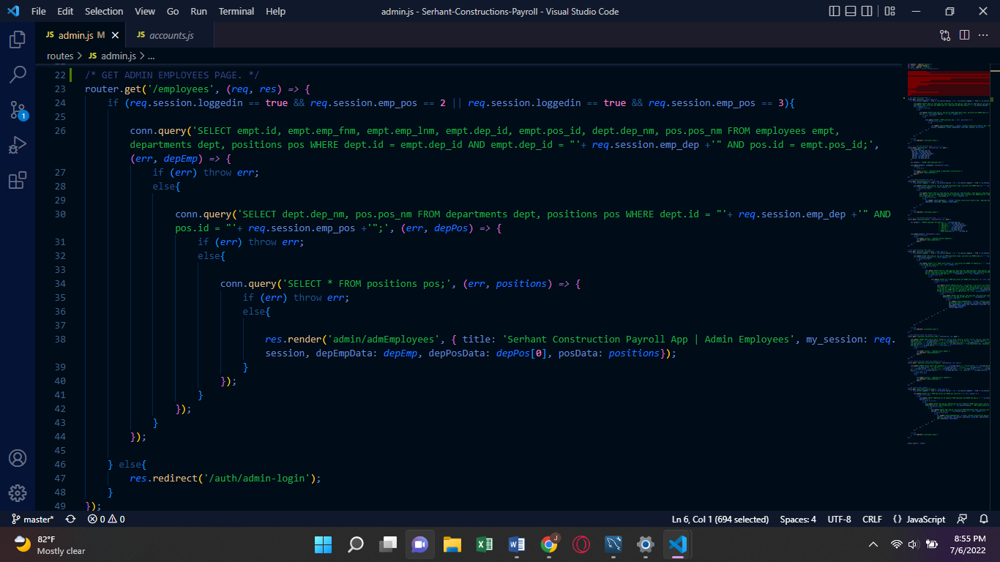 File Edit Selection View Go Run Terminal Help admin.js - Serhant-Constructions-Payroll - Visual Studio Code
JS admin.js M JS accounts.js
routes > JS admin.js > ...
22 /* GET ADMIN EMPLOYEES PAGE. */
23 router.get('/employees', (req, res) => {
24 if (req.session.loggedin == true && req.session.emp_pos == 2 || req.session.loggedin == true && req.session.emp_pos == 3){
25
26 conn.query('SELECT empt.id, empt.emp_fnm, empt.emp_lnm, empt.dep_id, empt.pos_id, dept.dep_nm, pos.pos_nm FROM employees empt,
departments dept, positions pos WHERE dept.id = empt.dep_id AND empt.dep_id = "'+ req.session.emp_dep +'" AND pos.id = empt.pos_id;',
(err, depEmp) => {
27 if (err) throw err;
28 else{
29
30 conn.query('SELECT dept.dep_nm, pos.pos_nm FROM departments dept, positions pos WHERE dept.id = "'+ req.session.emp_dep +'" AND
pos.id = "'+ req.session.emp_pos +'";', (err, depPos) => {
31 if (err) throw err;
32 else{
33
34 conn.query('SELECT * FROM positions pos;', (err, positions) => {
35 if (err) throw err;
36 else{
37
38 res.render('admin/admEmployees', { title: 'Serhant Construction Payroll App | Admin Employees', my_session: req.
session, depEmpData: depEmp, depPosData: depPos[0], posData: positions});
39 }
40 });
41 }
42 });
43 }
44 });
45
46 } else{
47 res.redirect('/auth/admin-login');
48 }
49 });
1
master* 0 0 Ln 6, Col 1 (694 selected) Spaces: 4 UTF-8 CRLF {} JavaScript
82°F
Mostly clear
J
8:55 PM
7/6/2022